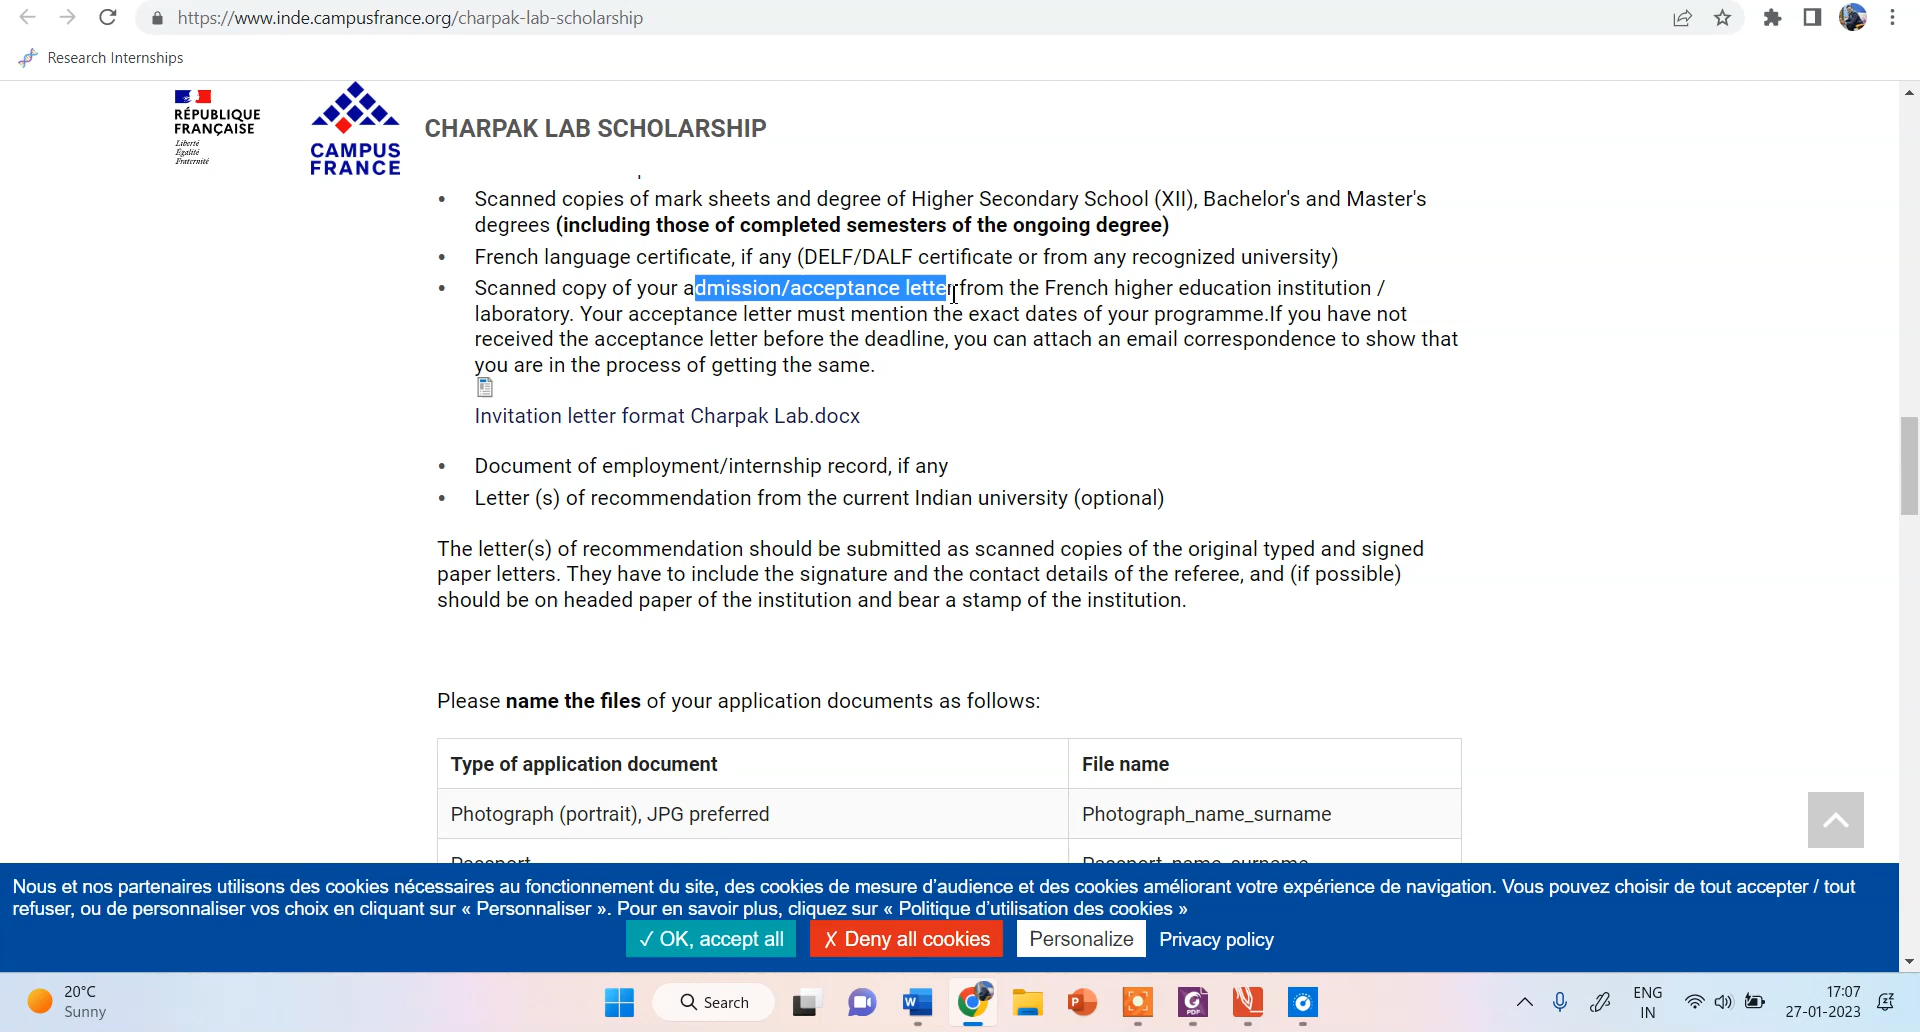 https://www.inde.campusfrance.org/charpak-lab-scholarship
Research Internships
RÉPUBLIQUE
FRANÇAISE
Liberté
Égalité
Fraternité
CAMPUS
FRANCE
CHARPAK LAB SCHOLARSHIP
• Scanned copies of mark sheets and degree of Higher Secondary School (XII), Bachelor's and Master's
degrees (including those of completed semesters of the ongoing degree)
• French language certificate, if any (DELF/DALF certificate or from any recognized university)
• Scanned copy of your admission/acceptance letter from the French higher education institution /
laboratory. Your acceptance letter must mention the exact dates of your programme.If you have not
received the acceptance letter before the deadline, you can attach an email correspondence to show that
you are in the process of getting the same.
Invitation letter format Charpak Lab.docx
• Document of employment/internship record, if any
• Letter (s) of recommendation from the current Indian university (optional)
The letter(s) of recommendation should be submitted as scanned copies of the original typed and signed
paper letters. They have to include the signature and the contact details of the referee, and (if possible)
should be on headed paper of the institution and bear a stamp of the institution.
Please name the files of your application documents as follows:
Type of application document File name
Photograph (portrait), JPG preferred Photograph_name_surname
Passport Passport_name_surname
Nous et nos partenaires utilisons des cookies nécessaires au fonctionnement du site, des cookies de mesure d'audience et des cookies améliorant votre expérience de navigation. Vous pouvez choisir de tout accepter / tout
refuser, ou de personnaliser vos choix en cliquant sur « Personnaliser ». Pour en savoir plus, cliquez sur « Politique d'utilisation des cookies »
✓ OK, accept all ✗ Deny all cookies Personalize Privacy policy
20°C
Sunny
Search
ENG
IN
17:07
27-01-2023